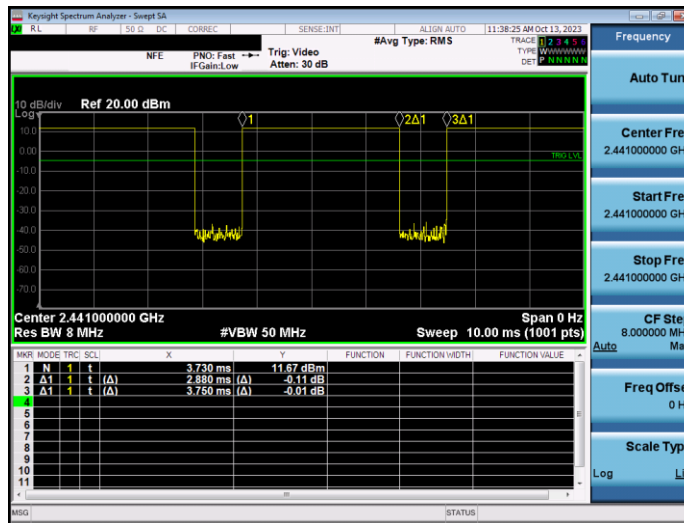 Keysight Spectrum Analyzer - Swept SA
RL RF 50 Ω DC CORREC SENSE:INT ALIGN AUTO 11:38:25 AM Oct 13, 2023
#Avg Type: RMS
TRACE 1 2 3 4 5 6
TYPE WWWWWW
DET P N N N N N
NFE PNO: Fast Trig: Video
IFGain:Low Atten: 30 dB
Frequency
Auto Tun
Center Fre
2.441000000 GH
Start Fre
2.441000000 GH
Stop Fre
2.441000000 GH
CF Ste
8.000000 MH
Auto Ma
Freq Offse
0 H
Scale Typ
Log Li
10 dB/div Ref 20.00 dBm
Log
1 2Δ1 3Δ1
10.0
0.00
TRIG LVL
-10.0
-20.0
-30.0
-40.0
-50.0
-60.0
-70.0
Center 2.441000000 GHz Span 0 Hz
Res BW 8 MHz #VBW 50 MHz Sweep 10.00 ms (1001 pts)
MKR MODE TRC SCL X Y FUNCTION FUNCTION WIDTH FUNCTION VALUE
1 N 1 t 3.730 ms 11.67 dBm
2 Δ1 1 t (Δ) 2.880 ms (Δ) -0.11 dB
3 Δ1 1 t (Δ) 3.750 ms (Δ) -0.01 dB
4
5
6
7
8
9
10
11
MSG STATUS